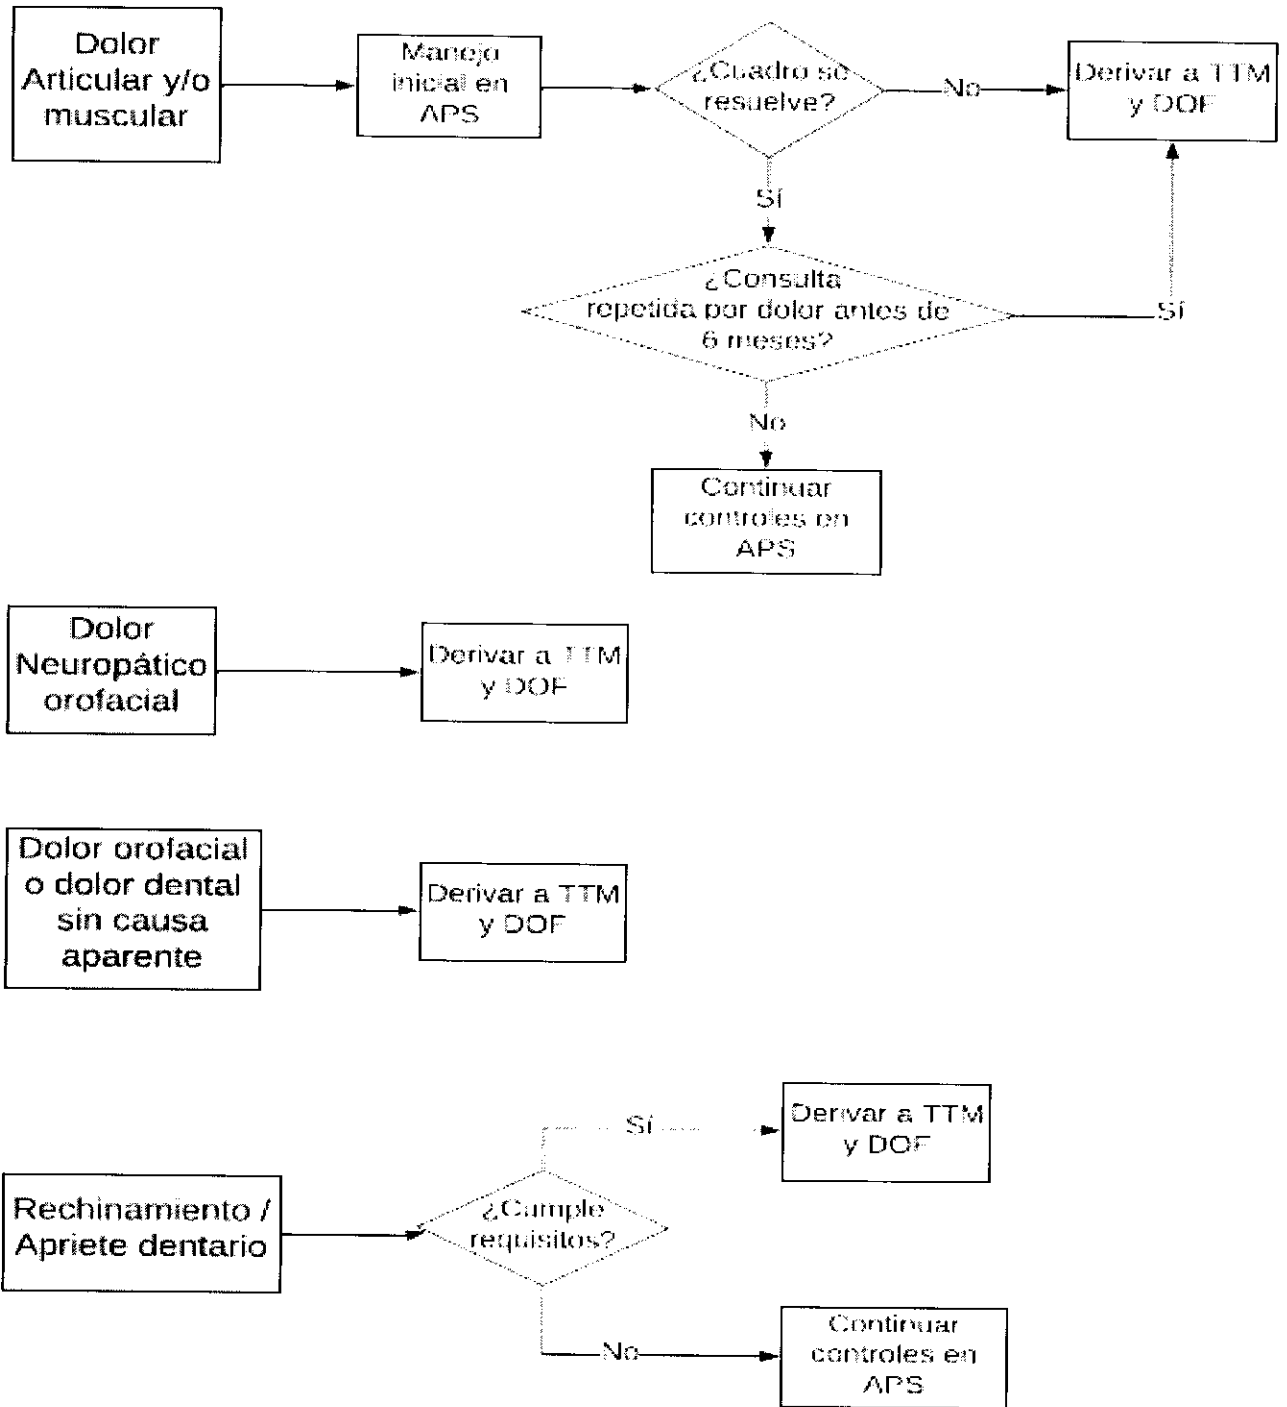 Dolor
Articular y/o
muscular
Manejo
inicial en
APS
¿Cuadro se
resuelve?
No
Derivar a TTM
y DOF
Sí
¿Consulta
repetida por dolor antes de
6 meses?
Sí
No
Continuar
controles en
APS
Dolor
Neuropático
orofacial
Derivar a TTM
y DOF
Dolor orofacial
o dolor dental
sin causa
aparente
Derivar a TTM
y DOF
Rechinamiento /
Apriete dentario
¿Cumple
requisitos?
Sí
Derivar a TTM
y DOF
No
Continuar
controles en
APS